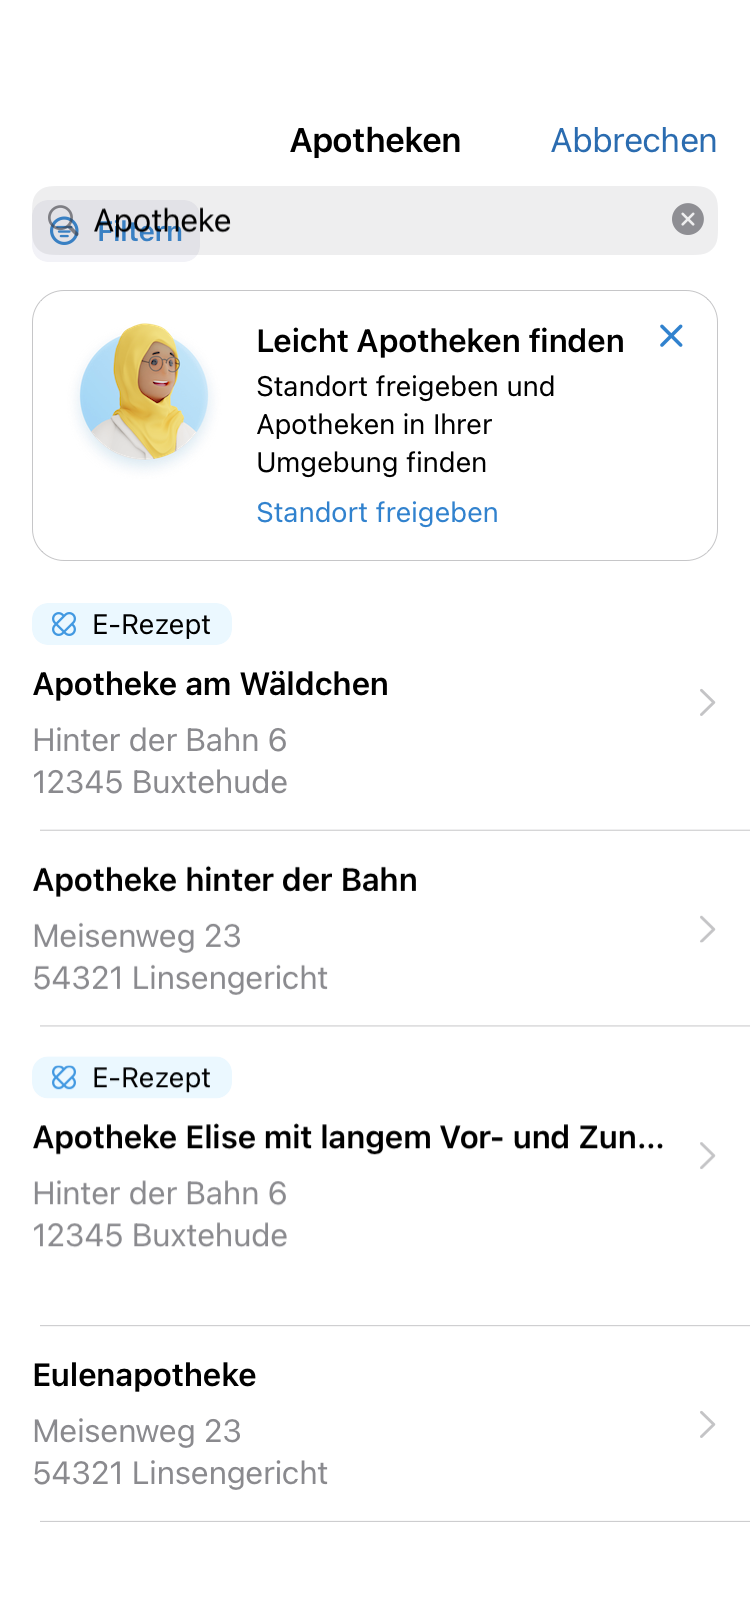 Apotheken
Abbrechen
Apotheke
Filtern
Leicht Apotheken finden
Standort freigeben und
Apotheken in Ihrer
Umgebung finden
Standort freigeben
E-Rezept
Apotheke am Wäldchen
Hinter der Bahn 6
12345 Buxtehude
Apotheke hinter der Bahn
Meisenweg 23
54321 Linsengericht
E-Rezept
Apotheke Elise mit langem Vor- und Zun...
Hinter der Bahn 6
12345 Buxtehude
Eulenapotheke
Meisenweg 23
54321 Linsengericht